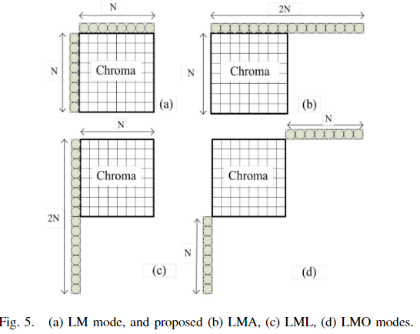 N
2N
N
Chroma
(a)
N
Chroma
(b)
N
N
2N
Chroma
(c)
Chroma
N
(d)
Fig. 5. (a) LM mode, and proposed (b) LMA, (c) LML, (d) LMO modes.